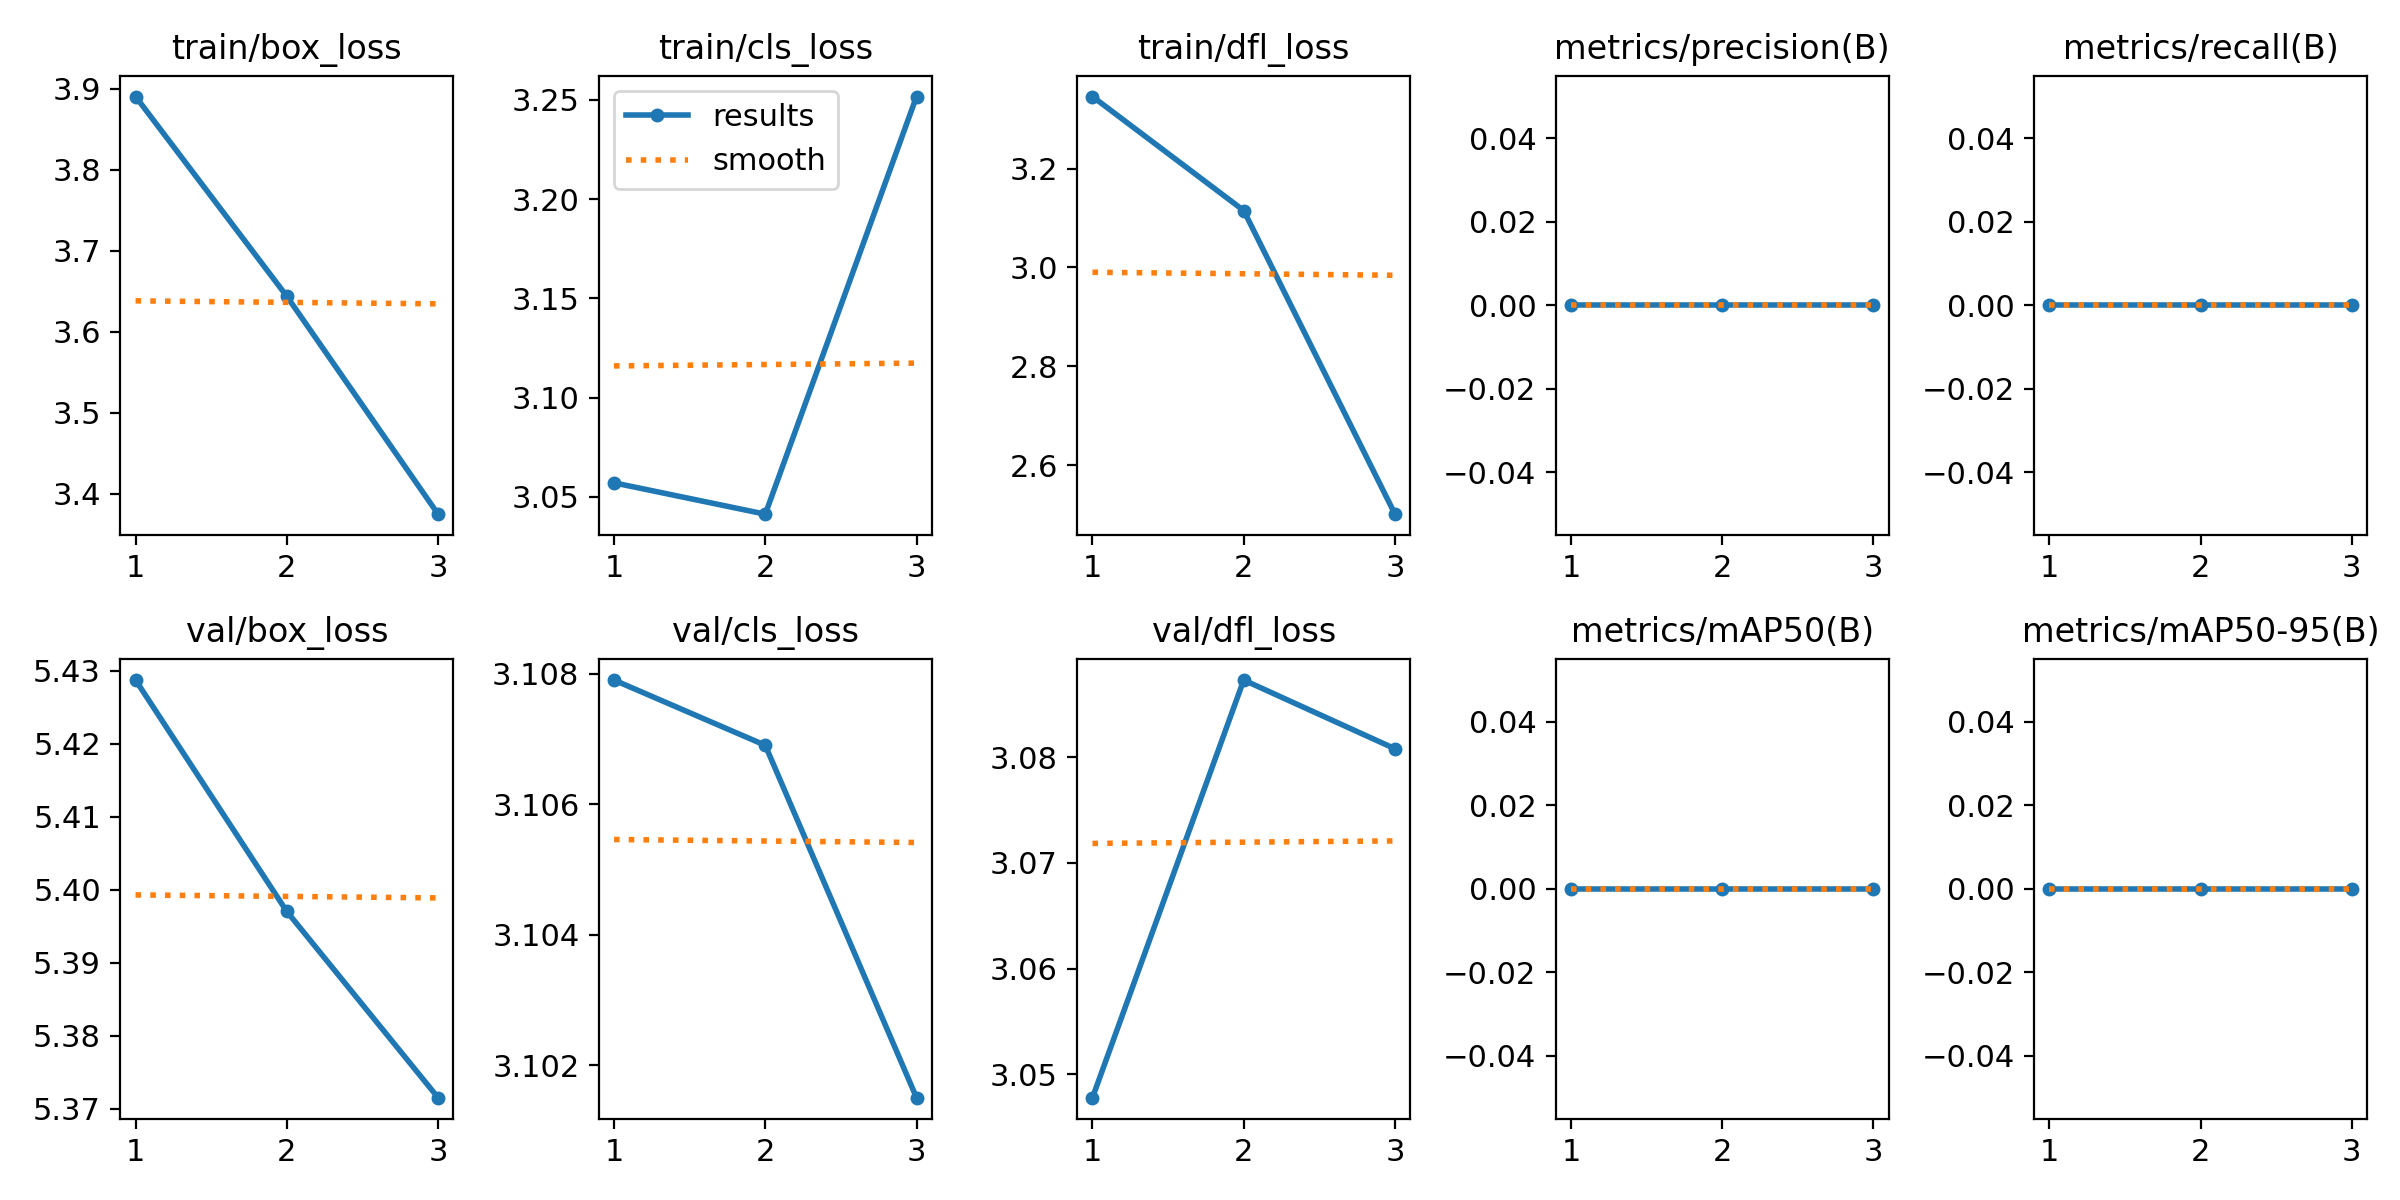 train/box_loss
3.9
3.8
3.7
3.6
3.5
3.4
1 2 3
train/cls_loss
results
smooth
3.25
3.20
3.15
3.10
3.05
1 2 3
train/dfl_loss
3.2
3.0
2.8
2.6
1 2 3
metrics/precision(B)
0.04
0.02
0.00
−0.02
−0.04
1 2 3
metrics/recall(B)
0.04
0.02
0.00
−0.02
−0.04
1 2 3
val/box_loss
5.43
5.42
5.41
5.40
5.39
5.38
5.37
1 2 3
val/cls_loss
3.108
3.106
3.104
3.102
1 2 3
val/dfl_loss
3.08
3.07
3.06
3.05
1 2 3
metrics/mAP50(B)
0.04
0.02
0.00
−0.02
−0.04
1 2 3
metrics/mAP50-95(B)
0.04
0.02
0.00
−0.02
−0.04
1 2 3